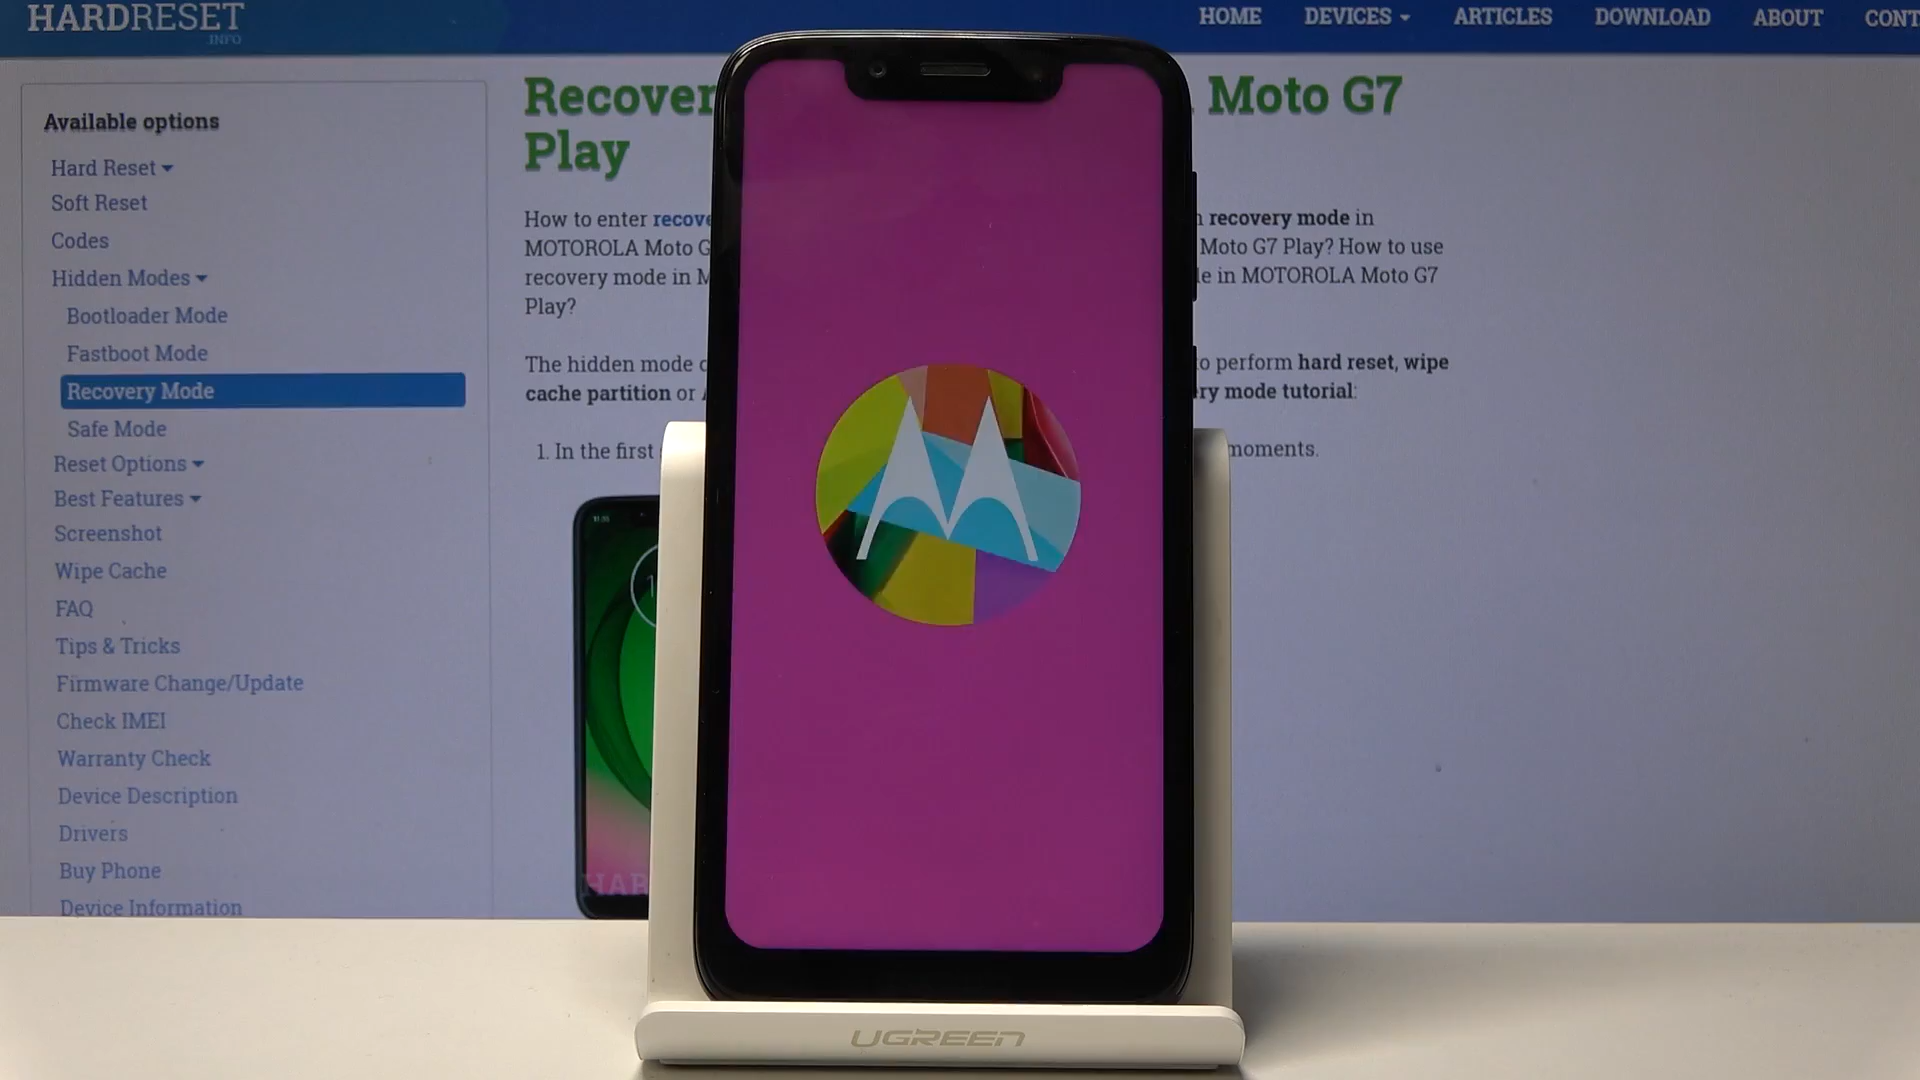 HARDRESET
.INFO
HOME DEVICES ARTICLES DOWNLOAD ABOUT CONT
Available options
Hard Reset
Soft Reset
Codes
Hidden Modes
Bootloader Mode
Fastboot Mode
Recovery Mode
Safe Mode
Reset Options
Best Features
Screenshot
Wipe Cache
FAQ
Tips & Tricks
Firmware Change/Update
Check IMEI
Warranty Check
Device Description
Drivers
Buy Phone
Device Information
Recover Moto G7
Play
How to enter recove recovery mode in
MOTOROLA Moto G Moto G7 Play? How to use
recovery mode in M le in MOTOROLA Moto G7
Play?
The hidden mode o perform hard reset, wipe
cache partition or ry mode tutorial:
1. In the first moments.
HAR
UGREEN